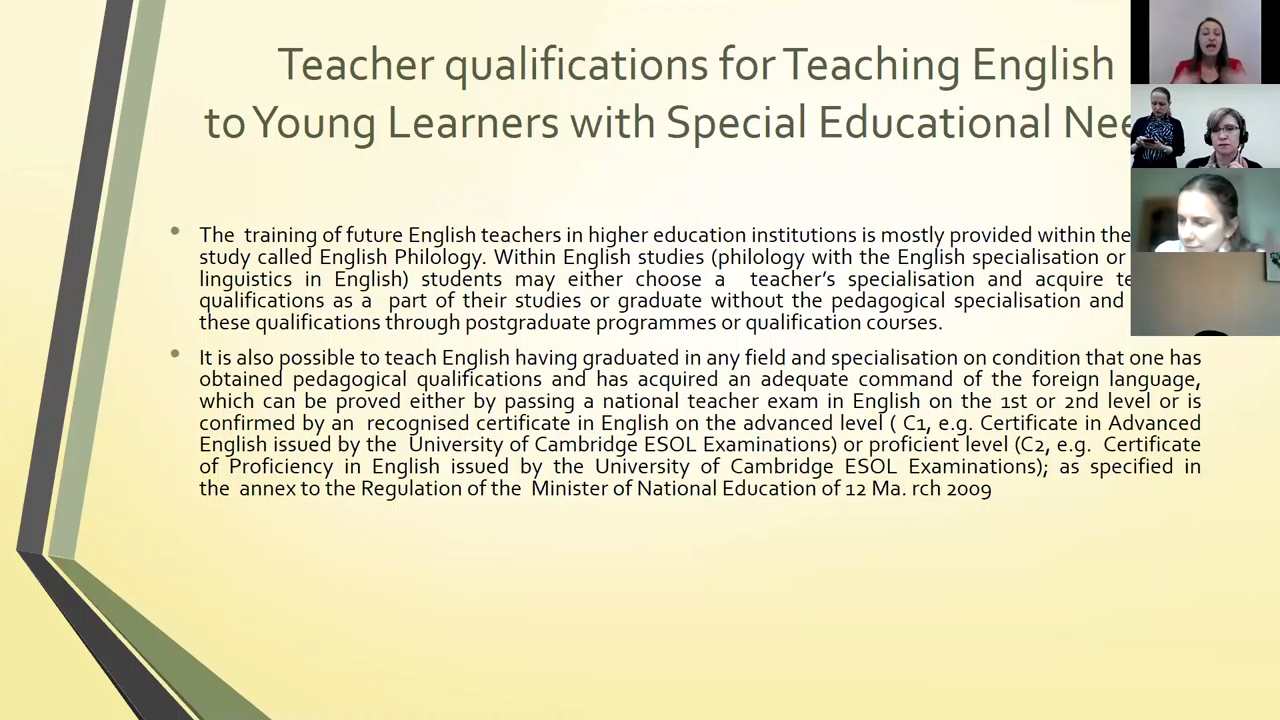 Teacher qualifications for Teaching English
to Young Learners with Special Educational
• The training of future English teachers in higher education institutions is mostly provided within the
study called English Philology. Within English studies (philology with the English specialisation or
linguistics in English) students may either choose a teacher's specialisation and acquire
qualifications as a part of their studies or graduate without the pedagogical specialisation and
these qualifications through postgraduate programmes or qualification courses.
• It is also possible to teach English having graduated in any field and specialisation on condition that one has
obtained pedagogical qualifications and has acquired an adequate command of the foreign language,
which can be proved either by passing a national teacher exam in English on the 1st or 2nd level or is
confirmed by an recognised certificate in English on the advanced level ( C1, e.g. Certificate in Advanced
English issued by the University of Cambridge ESOL Examinations) or proficient level (C2, e.g. Certificate
of Proficiency in English issued by the University of Cambridge ESOL Examinations); as specified in
the annex to the Regulation of the Minister of National Education of 12 Ma. rch 2009